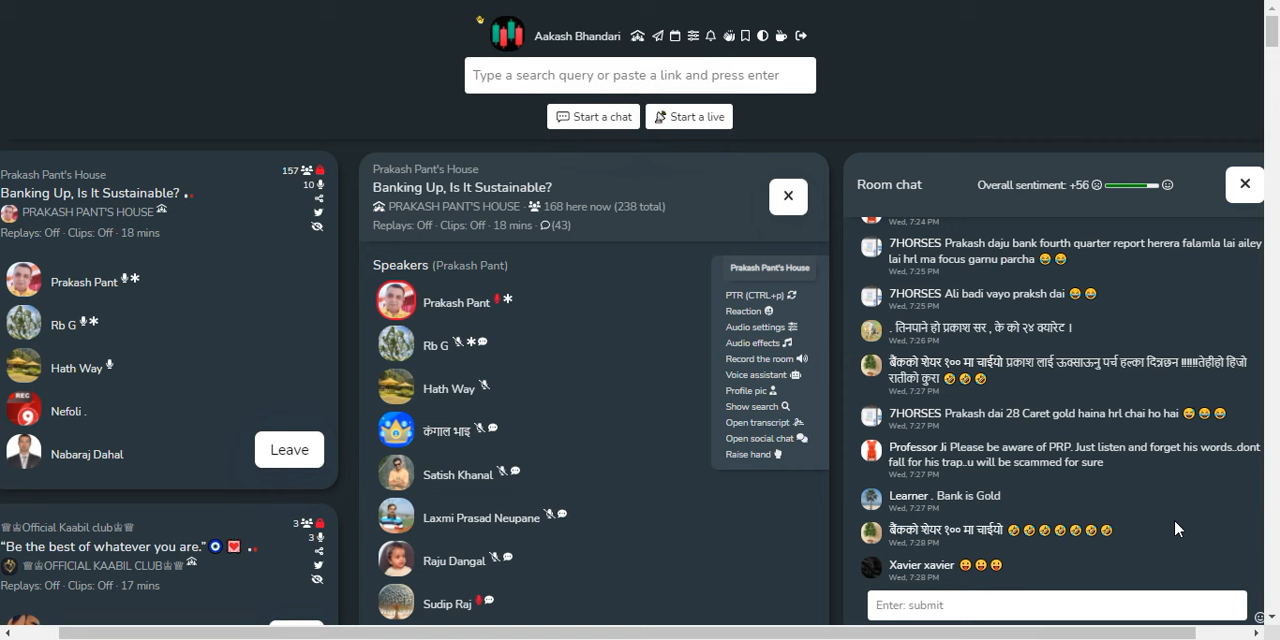 Aakash Bhandari
Type a search query or paste a link and press enter
Start a chat
Start a live
Prakash Pant's House
157
Banking Up, Is It Sustainable?
10
PRAKASH PANT'S HOUSE
Replays: Off · Clips: Off · 18 mins
Prakash Pant
Rb G
Hath Way
REC
Nefoli .
Nabaraj Dahal
Leave
♕♔Official Kaabil club♔♕
3
“Be the best of whatever you are.”
3
♕♔OFFICIAL KAABIL CLUB♔♕
Replays: Off · Clips: Off · 17 mins
Prakash Pant's House
Banking Up, Is It Sustainable?
PRAKASH PANT'S HOUSE · 168 here now (238 total)
Replays: Off · Clips: Off · 18 mins · (43)
Speakers (Prakash Pant)
Prakash Pant
Rb G
Hath Way
कंगाल भाइ
Satish Khanal
Laxmi Prasad Neupane
Raju Dangal
Sudip Raj
Prakash Pant's House
PTR (CTRL+p)
Reaction
Audio settings
Audio effects
Record the room
Voice assistant
Profile pic
Show search
Open transcript
Open social chat
Raise hand
Room chat
Overall sentiment: +56
Wed, 7:24 PM
7HORSES Prakash daju bank fourth quarter report herera falamla lai ailey
lai hrl ma focus garnu parcha 😂 😂
Wed, 7:25 PM
7HORSES Ali badi vayo praksh dai 😂 😂
Wed, 7:25 PM
. तिनपाने हो प्रकाश सर , के को २४ क्यारेट ।
Wed, 7:26 PM
बैंकको शेयर १०० मा चाईयो प्रकाश लाई ऊक्साऊनु पर्च हल्का दिन्नछन !!!!!!तेहीहो हिजो
रातीको कुरा 🤣 🤣 🤣
Wed, 7:27 PM
7HORSES Prakash dai 28 Caret gold haina hrl chai ho hai 😂 😂 😂
Wed, 7:27 PM
Professor Ji Please be aware of PRP. Just listen and forget his words..dont
fall for his trap..u will be scammed for sure
Wed, 7:27 PM
Learner . Bank is Gold
Wed, 7:27 PM
बैंकको शेयर १०० मा चाईयो 🤣 🤣 🤣 🤣 🤣 🤣 🤣
Wed, 7:28 PM
Xavier xavier 😛 😛 😛
Wed, 7:28 PM
Enter: submit